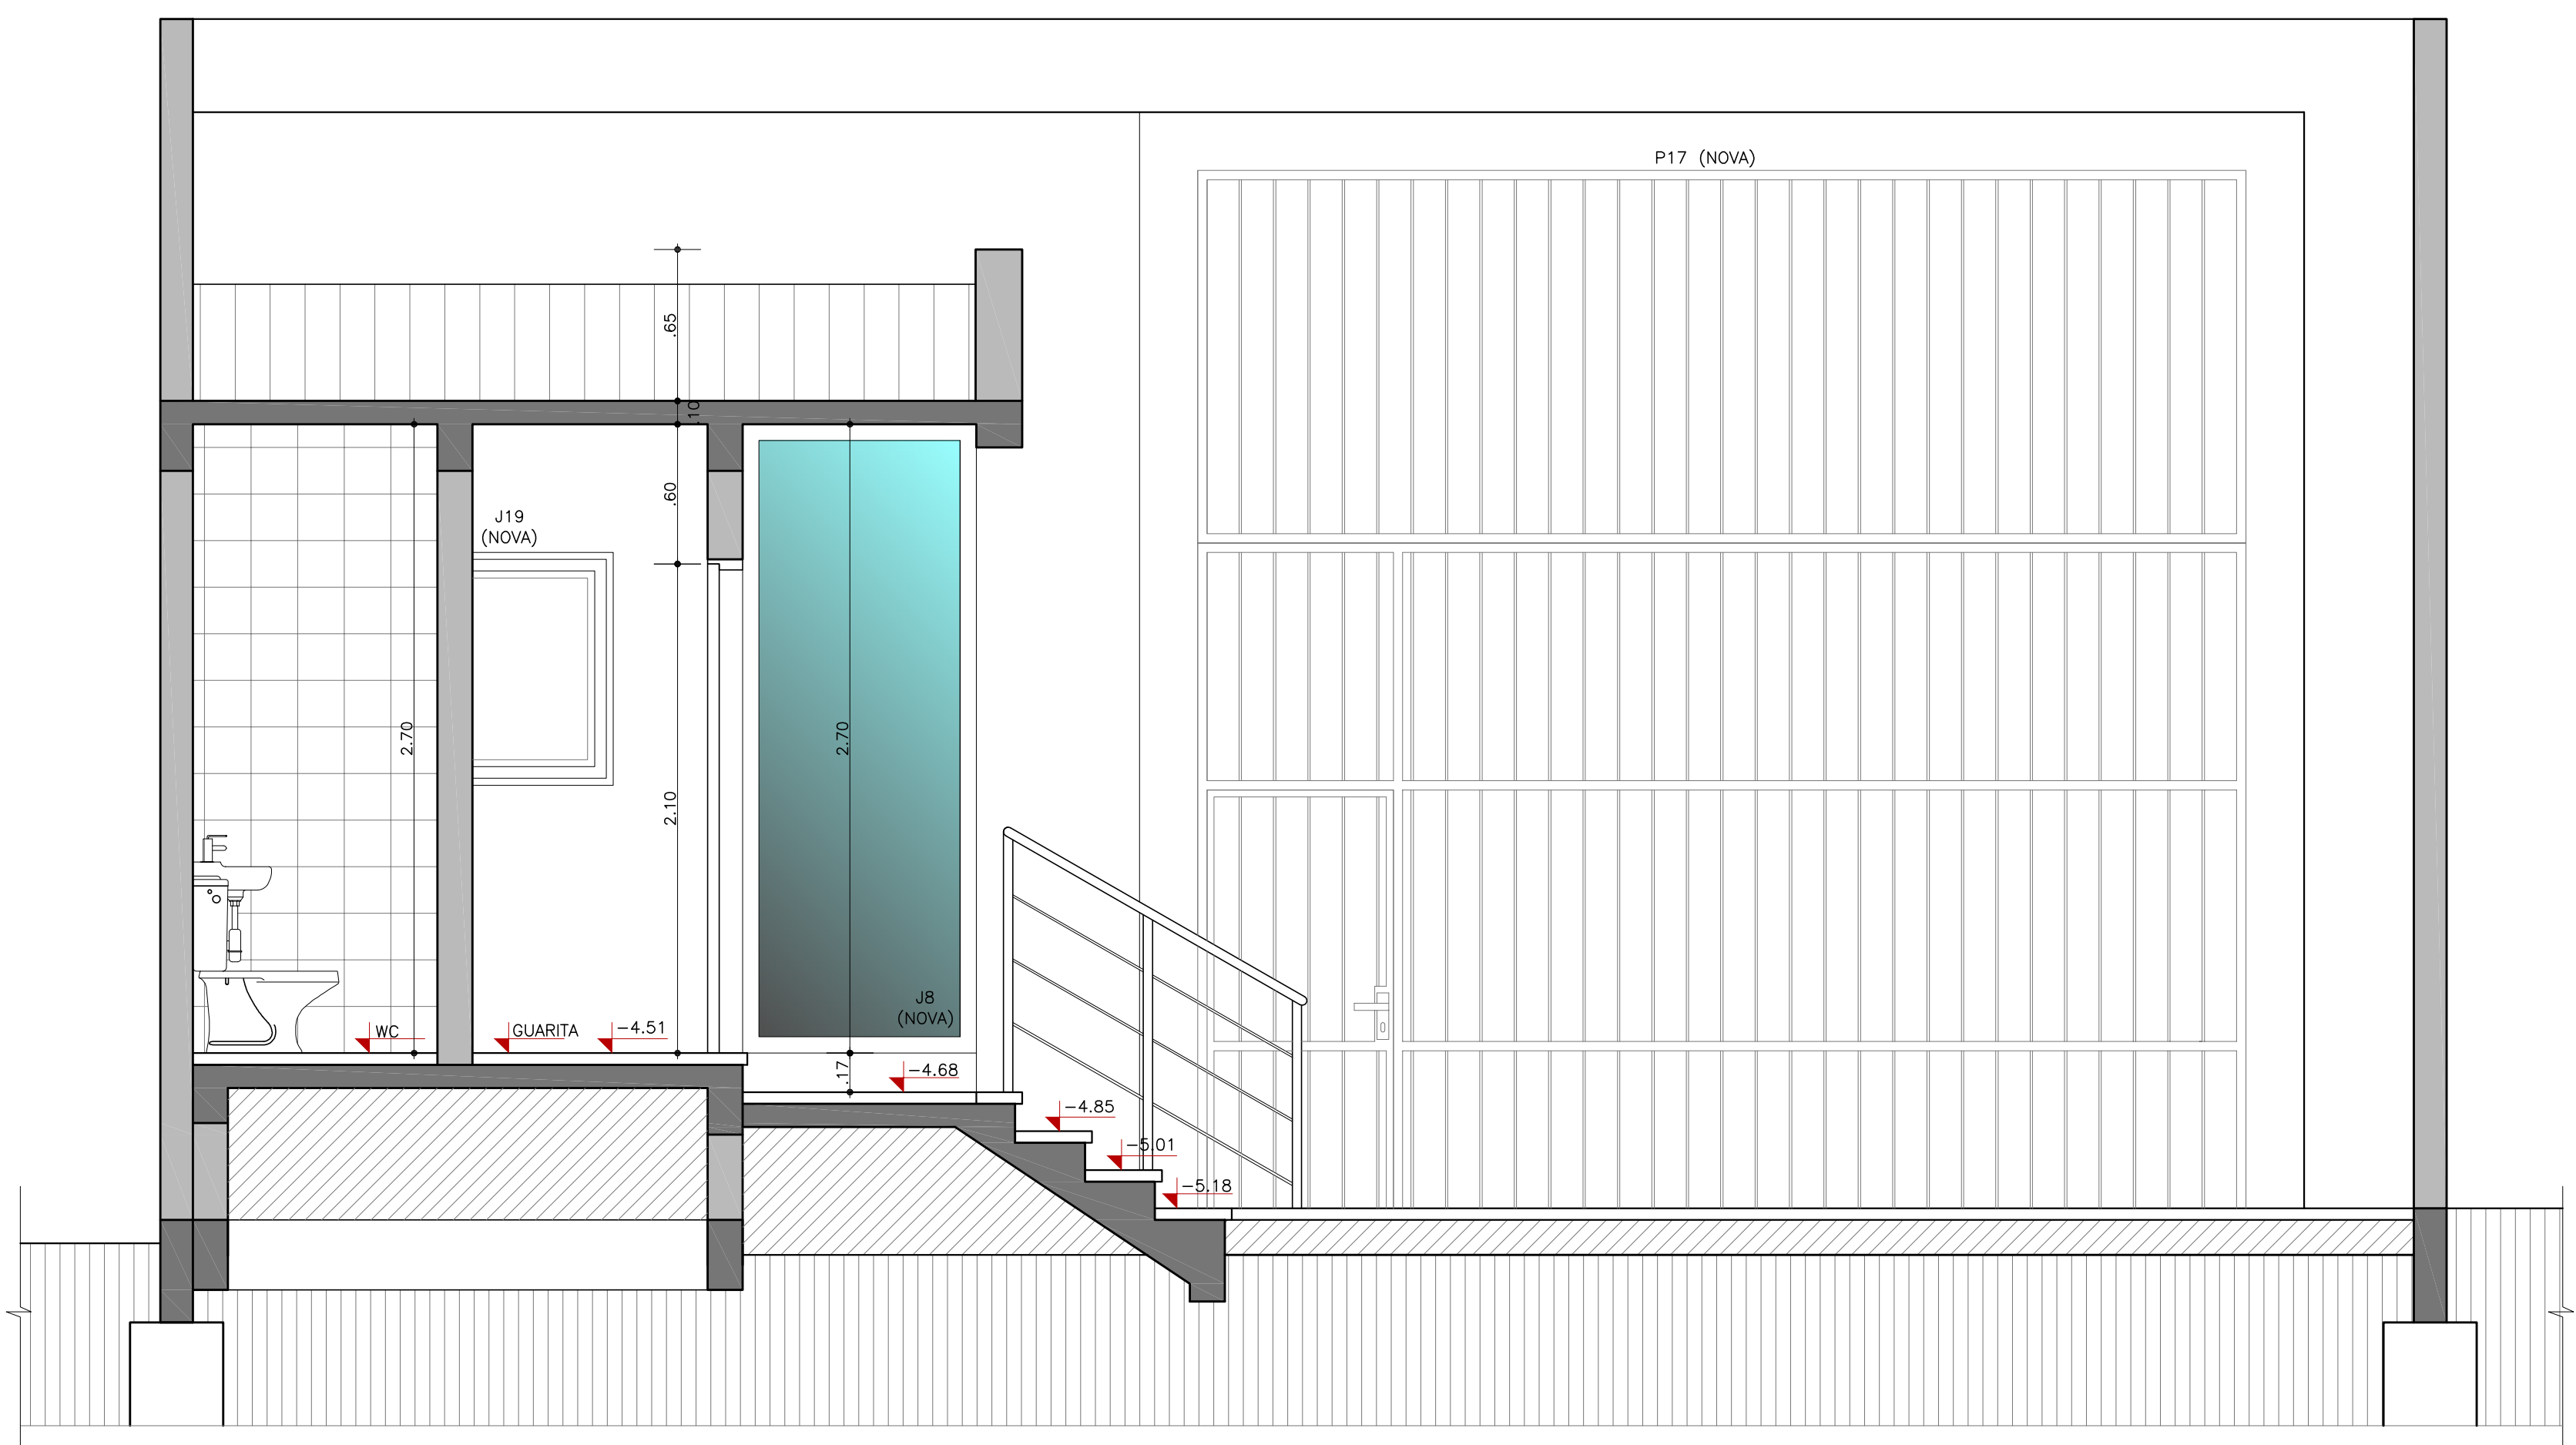 P17 (NOVA)
.65
.10
.60
J19
(NOVA)
2.70
2.70
2.10
J8
(NOVA)
WC
GUARITA
-4.51
.17
-4.68
-4.85
-5.01
-5.18